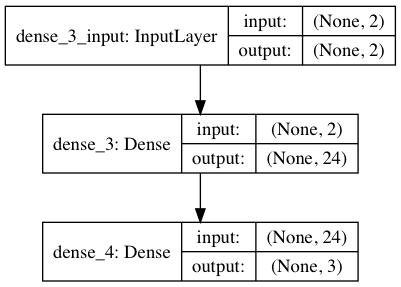 dense_3_input: InputLayer
input: (None, 2)
output: (None, 2)
dense_3: Dense
input: (None, 2)
output: (None, 24)
dense_4: Dense
input: (None, 24)
output: (None, 3)